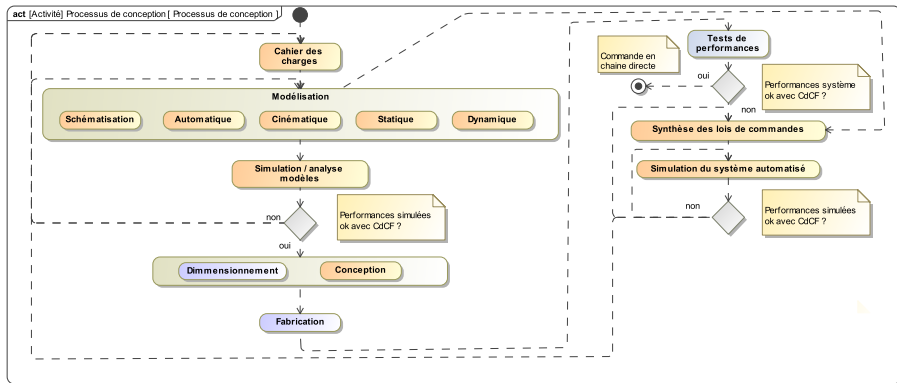 act [Activité] Processus de conception [ Processus de conception ]
Cahier des
charges
Modélisation
Schématisation
Automatique
Cinématique
Statique
Dynamique
Simulation / analyse
modèles
non
Performances simulées
ok avec CdCF ?
oui
Dimmensionnement
Conception
Fabrication
Tests de
performances
Commande en
chaine directe
oui
Performances système
ok avec CdCF ?
non
Synthèse des lois de commandes
Simulation du système automatisé
non
Performances simulées
ok avec CdCF ?